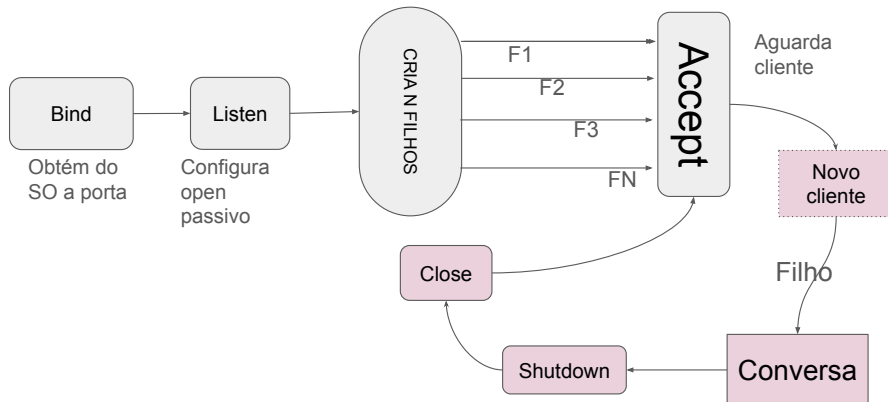 Bind
Obtém do
SO a porta
Listen
Configura
open
passivo
CRIA N FILHOS
F1
F2
F3
FN
Accept
Aguarda
cliente
Novo
cliente
Filho
Conversa
Shutdown
Close